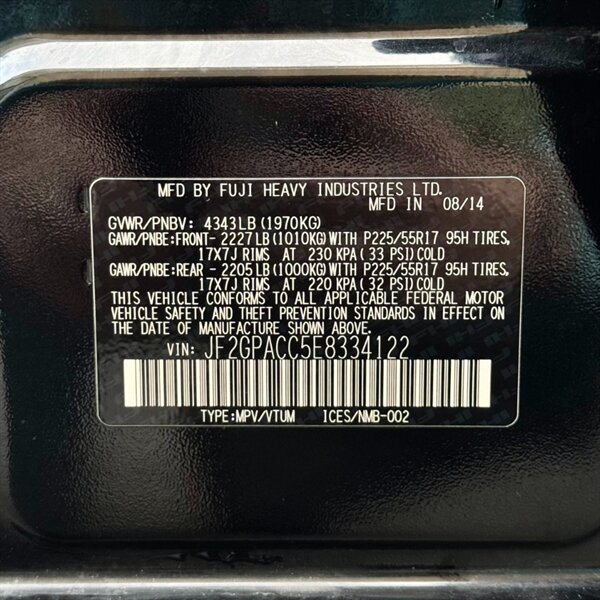 MFD BY FUJI HEAVY INDUSTRIES LTD.
MFD IN 08/14
GVWR/PNBV: 4343LB (1970KG)
GAWR/PNBE:FRONT- 2227LB (1010KG) WITH P225/55R17 95H TIRES,
17X7J RIMS AT 230 KPA (33 PSI) COLD
GAWR/PNBE:REAR - 2205LB (1000KG) WITH P225/55R17 95H TIRES,
17X7J RIMS AT 220 KPA (32 PSI) COLD
THIS VEHICLE CONFORMS TO ALL APPLICABLE FEDERAL MOTOR
VEHICLE SAFETY AND THEFT PREVENTION STANDARDS IN EFFECT
ON THE DATE OF MANUFACTURE SHOWN ABOVE.
VIN: JF2GPACC5E8334122
TYPE:MPV/VTUM ICES/NMB-002